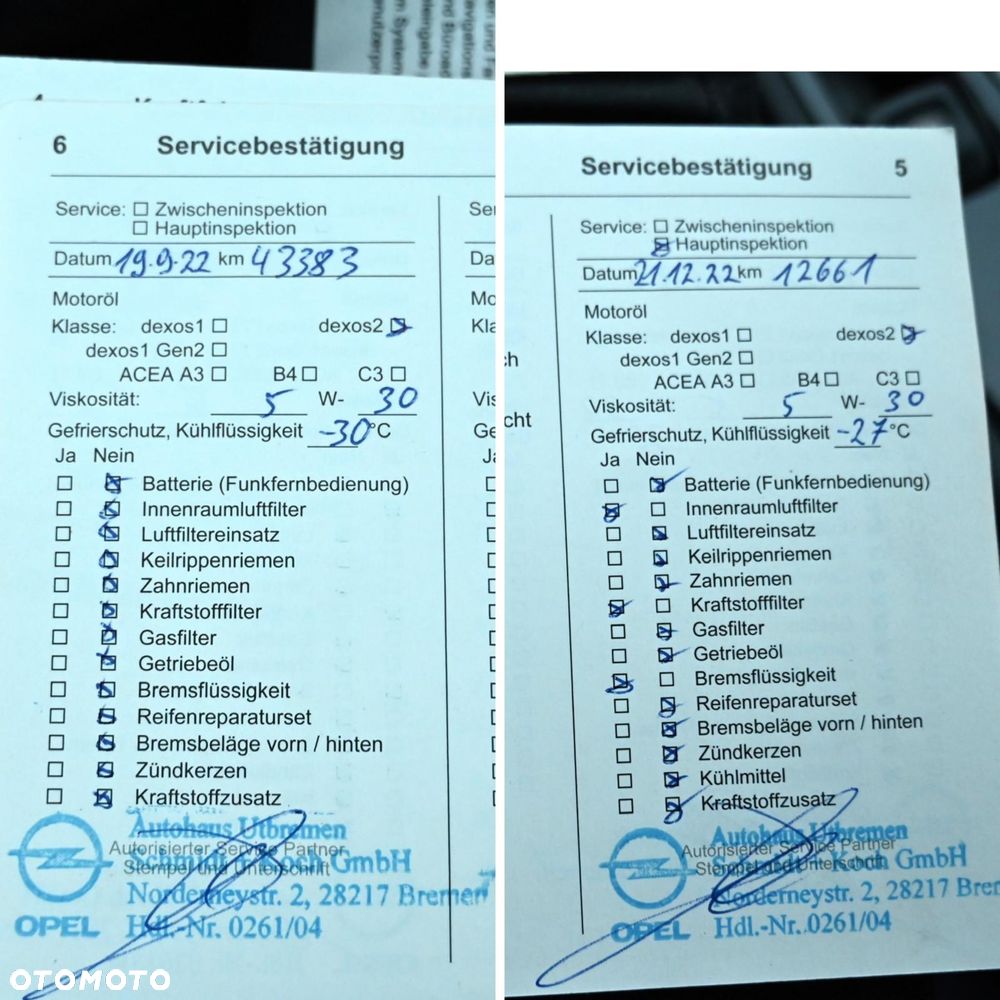 6 Servicebestätigung
Service: Zwischeninspektion
Hauptinspektion
Datum 19.9.22 km 43383
Motoröl
Klasse: dexos1 dexos2
dexos1 Gen2
ACEA A3 B4 C3
Viskosität: 5 W- 30
Gefrierschutz, Kühlflüssigkeit -30 °C
Ja Nein
Batterie (Funkfernbedienung)
Innenraumluftfilter
Luftfiltereinsatz
Keilrippenriemen
Zahnriemen
Kraftstofffilter
Gasfilter
Getriebeöl
Bremsflüssigkeit
Reifenreparaturset
Bremsbeläge vorn / hinten
Zündkerzen
Kraftstoffzusatz
Autohaus Utbremen
Autorisierter Service Partner
Schmidt + Koch GmbH
Stempel und Unterschrift
Norderneystr. 2, 28217 Bremen
OPEL Hdl.-Nr. 0261/04
OTOMOTO
Servicebestätigung 5
Service: Zwischeninspektion
Hauptinspektion
Datum 21.12.22 km 12661
Motoröl
Klasse: dexos1 dexos2
dexos1 Gen2
ACEA A3 B4 C3
Viskosität: 5 W- 30
Gefrierschutz, Kühlflüssigkeit -27 °C
Ja Nein
Batterie (Funkfernbedienung)
Innenraumluftfilter
Luftfiltereinsatz
Keilrippenriemen
Zahnriemen
Kraftstofffilter
Gasfilter
Getriebeöl
Bremsflüssigkeit
Reifenreparaturset
Bremsbeläge vorn / hinten
Zündkerzen
Kühlmittel
Kraftstoffzusatz
Autohaus Utbremen
Autorisierter Service Partner
Koch GmbH
Stempel und Unterschrift
Norderneystr. 2, 28217 Brem
OPEL Hdl.-Nr. 0261/04